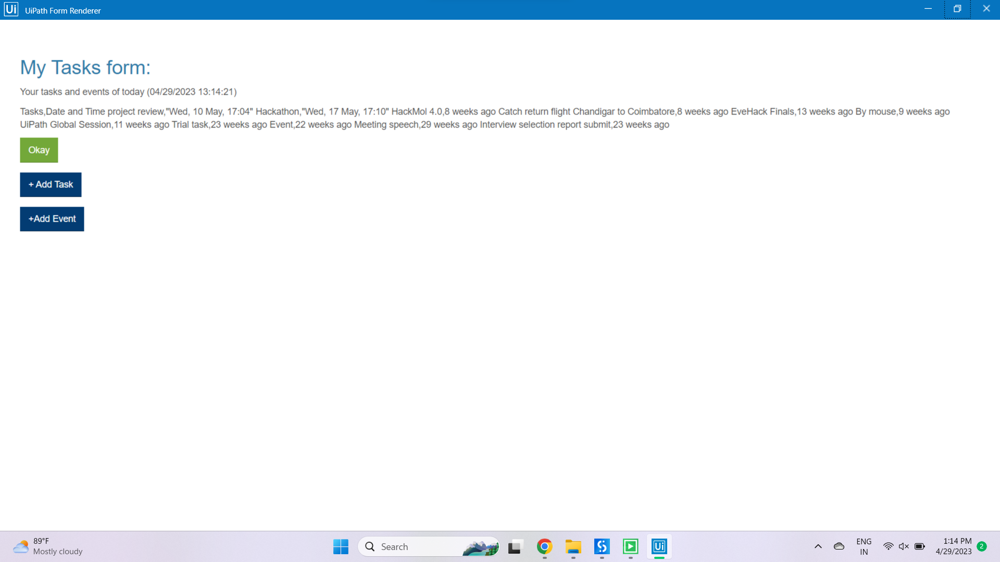 Ui UiPath Form Renderer
My Tasks form:
Your tasks and events of today (04/29/2023 13:14:21)
Tasks,Date and Time project review,"Wed, 10 May, 17:04" Hackathon,"Wed, 17 May, 17:10" HackMol 4.0,8 weeks ago Catch return flight Chandigar to Coimbatore,8 weeks ago EveHack Finals,13 weeks ago By mouse,9 weeks ago
UiPath Global Session,11 weeks ago Trial task,23 weeks ago Event,22 weeks ago Meeting speech,29 weeks ago Interview selection report submit,23 weeks ago
Okay
+ Add Task
+Add Event
89°F
Mostly cloudy
Search
Ui
ENG
IN
1:14 PM
4/29/2023
2